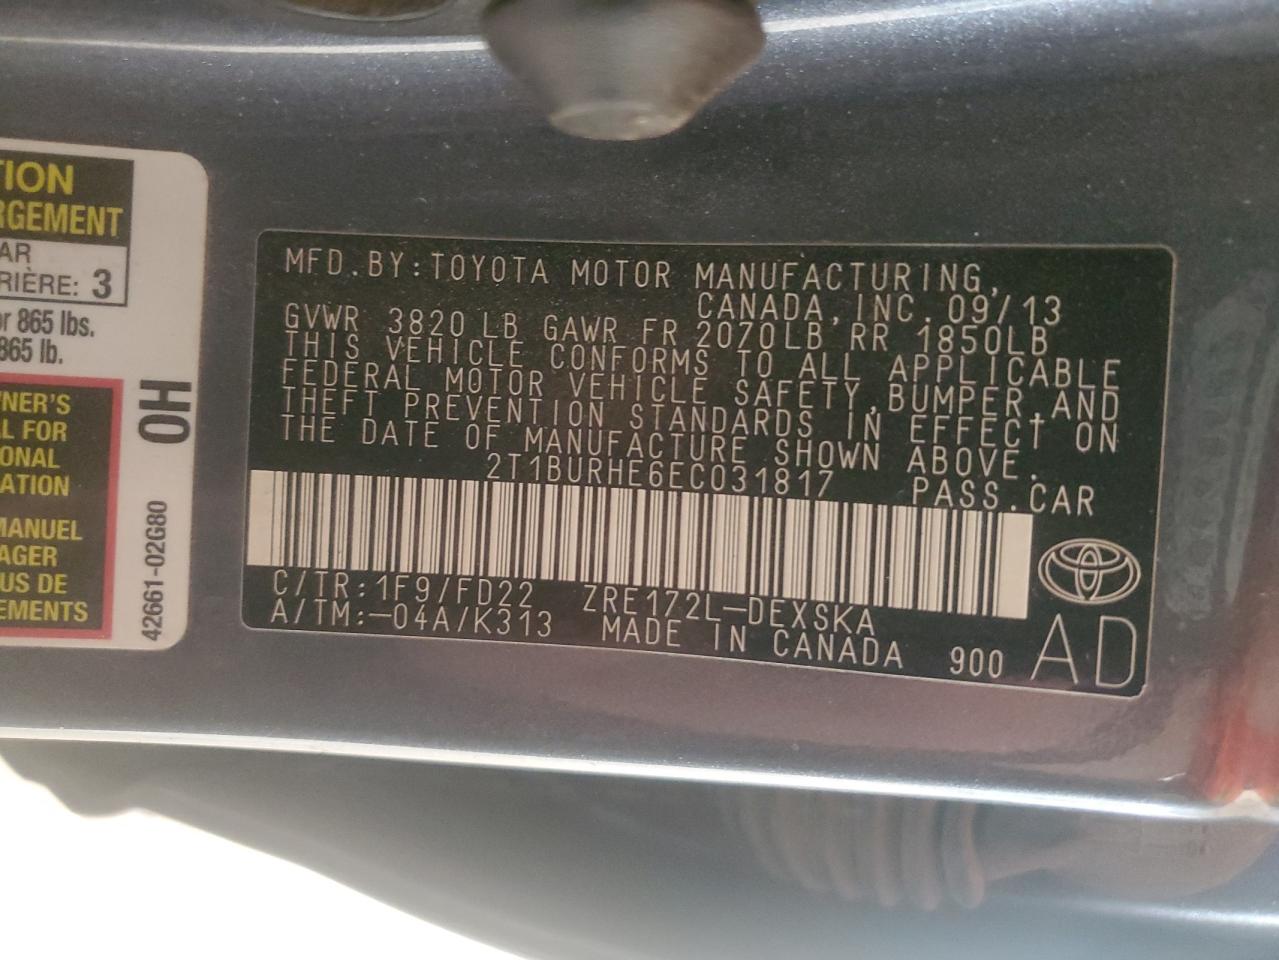 TION
RGEMENT
AR
RIÈRE: 3
or 865 lbs.
865 lb.
NER'S
L FOR
ONAL
ATION
MANUEL
AGER
US DE
EMENTS
OH
42661-02G80
MFD.BY:TOYOTA MOTOR MANUFACTURING,
CANADA,INC.09/13
GVWR 3820LB GAWR FR 2070LB RR 1850LB
THIS VEHICLE CONFORMS TO ALL APPLICABLE
FEDERAL MOTOR VEHICLE SAFETY,BUMPER,AND
THEFT PREVENTION STANDARDS IN EFFECT ON
THE DATE OF MANUFACTURE SHOWN ABOVE.
2T1BURHE6EC031817 PASS.CAR
C/TR:1F9/FD22 ZRE172L-DEXSKA
A/TM:-04A/K313 MADE IN CANADA 900 AD